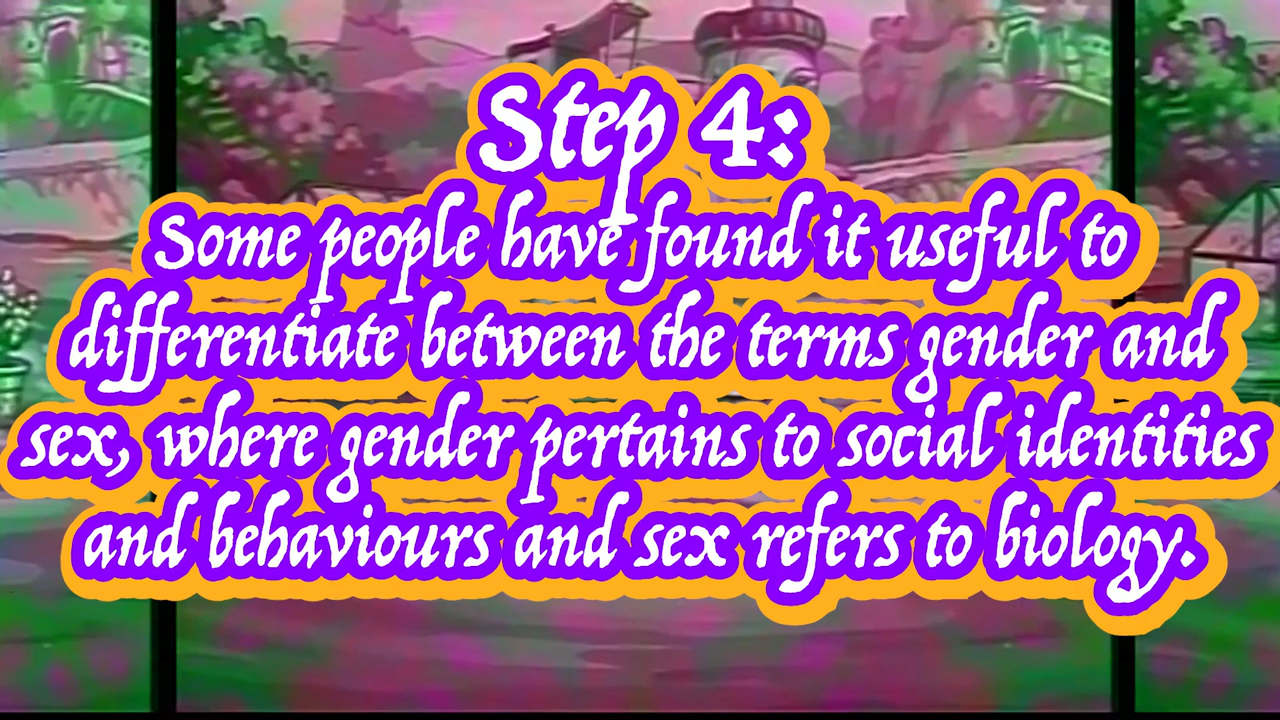 Step 4:
Some people have found it useful to
differentiate between the terms gender and
sex, where gender pertains to social identities
and behaviours and sex refers to biology.